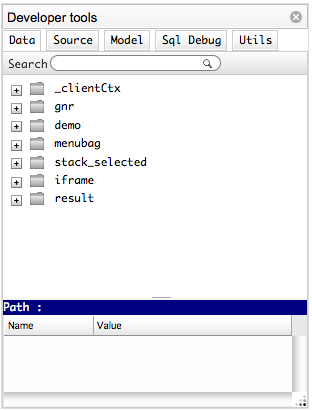 Developer tools
Data Source Model Sql Debug Utils
Search
_clientCtx
gnr
demo
menubag
stack_selected
iframe
result
Path :
Name Value